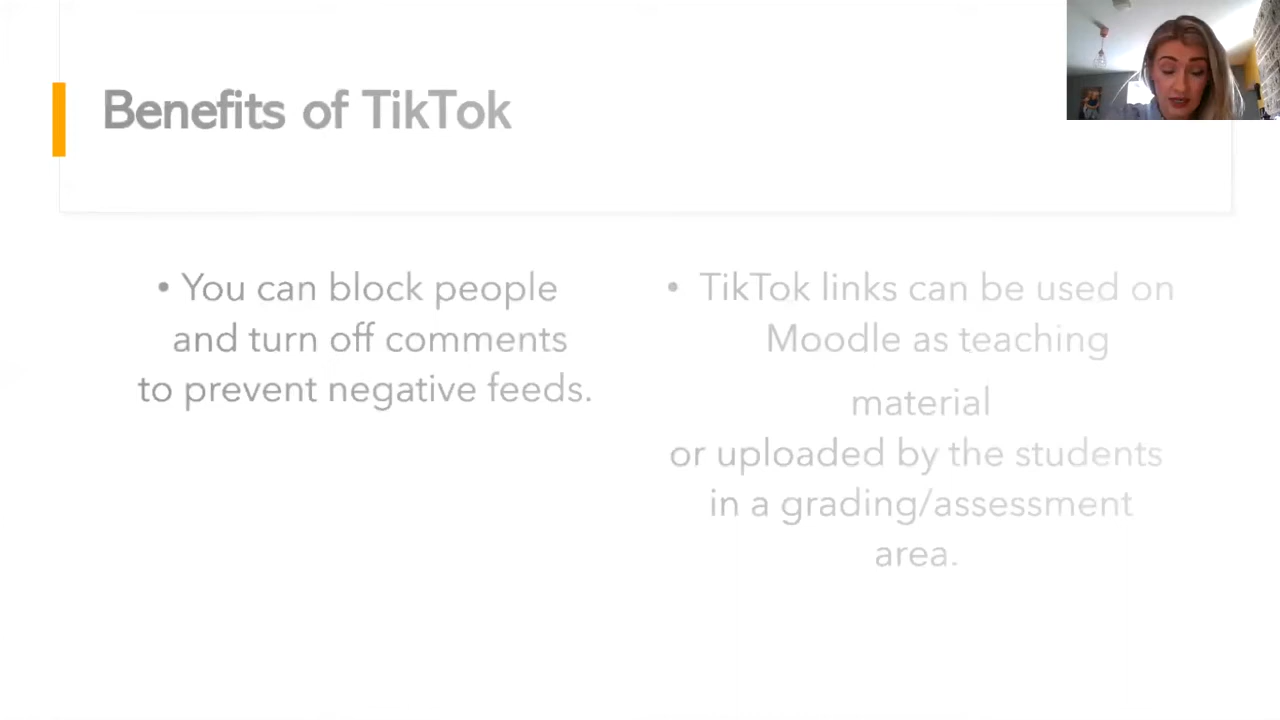 Benefits of TikTok
• You can block people
and turn off comments
to prevent negative feeds.
• TikTok links can be used on
Moodle as teaching
material
or uploaded by the students
in a grading/assessment
area.